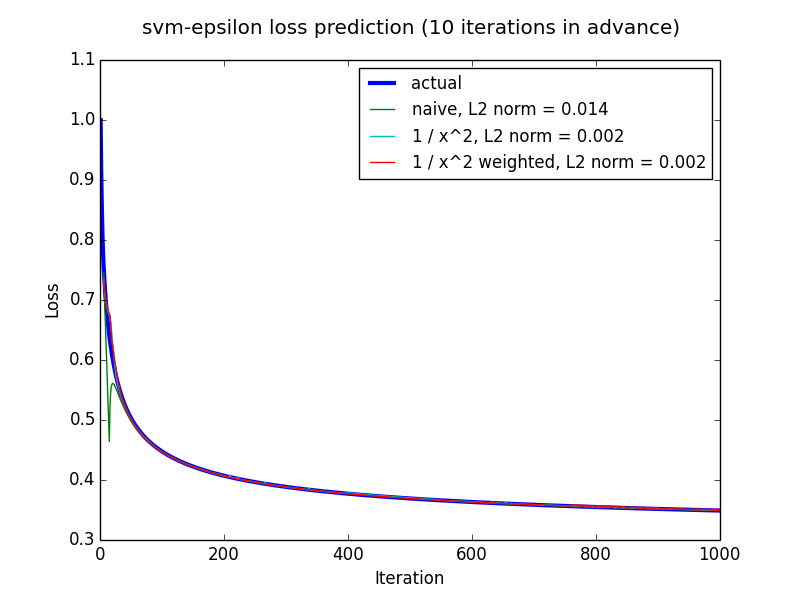 svm-epsilon loss prediction (10 iterations in advance)
actual
naive, L2 norm = 0.014
1 / x^2, L2 norm = 0.002
1 / x^2 weighted, L2 norm = 0.002
Loss
1.1
1.0
0.9
0.8
0.7
0.6
0.5
0.4
0.3
0 200 400 600 800 1000
Iteration